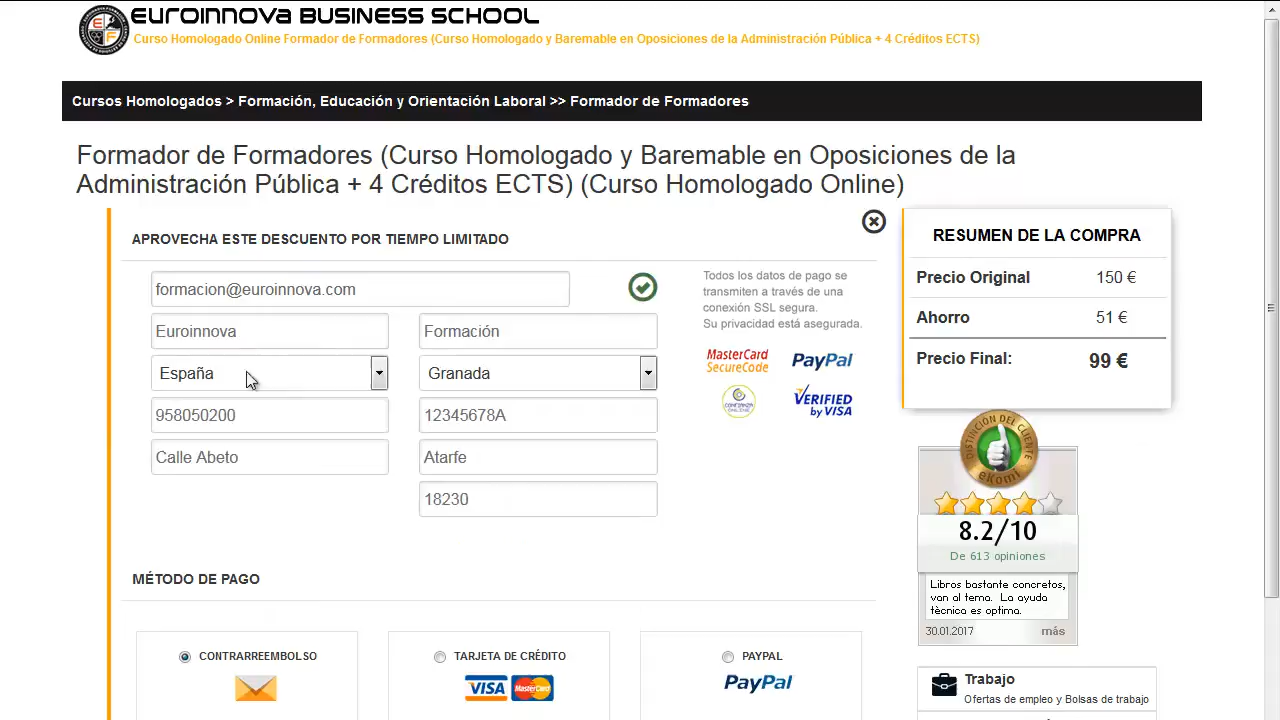 EUROINNOVA BUSINESS SCHOOL
Curso Homologado Online Formador de Formadores (Curso Homologado y Baremable en Oposiciones de la Administración Pública + 4 Créditos ECTS)
Cursos Homologados > Formación, Educación y Orientación Laboral >> Formador de Formadores
Formador de Formadores (Curso Homologado y Baremable en Oposiciones de la
Administración Pública + 4 Créditos ECTS) (Curso Homologado Online)
APROVECHA ESTE DESCUENTO POR TIEMPO LIMITADO
formacion@euroinnova.com
Euroinnova
Formación
España
Granada
958050200
12345678A
Calle Abeto
Atarfe
18230
Todos los datos de pago se
transmiten a través de una
conexión SSL segura.
Su privacidad está asegurada.
MasterCard
SecureCode
PayPal
CONFIANZA
ONLINE
VERIFIED
by VISA
RESUMEN DE LA COMPRA
Precio Original 150 €
Ahorro 51 €
Precio Final: 99 €
DISTINCIÓN DEL CLIENTE
eKomi
8.2/10
De 613 opiniones
Libros bastante concretos,
van al tema. La ayuda
tècnica es optima.
30.01.2017 más
MÉTODO DE PAGO
CONTRARREEMBOLSO
TARJETA DE CRÉDITO
VISA
MasterCard
PAYPAL
PayPal
Trabajo
Ofertas de empleo y Bolsas de trabajo